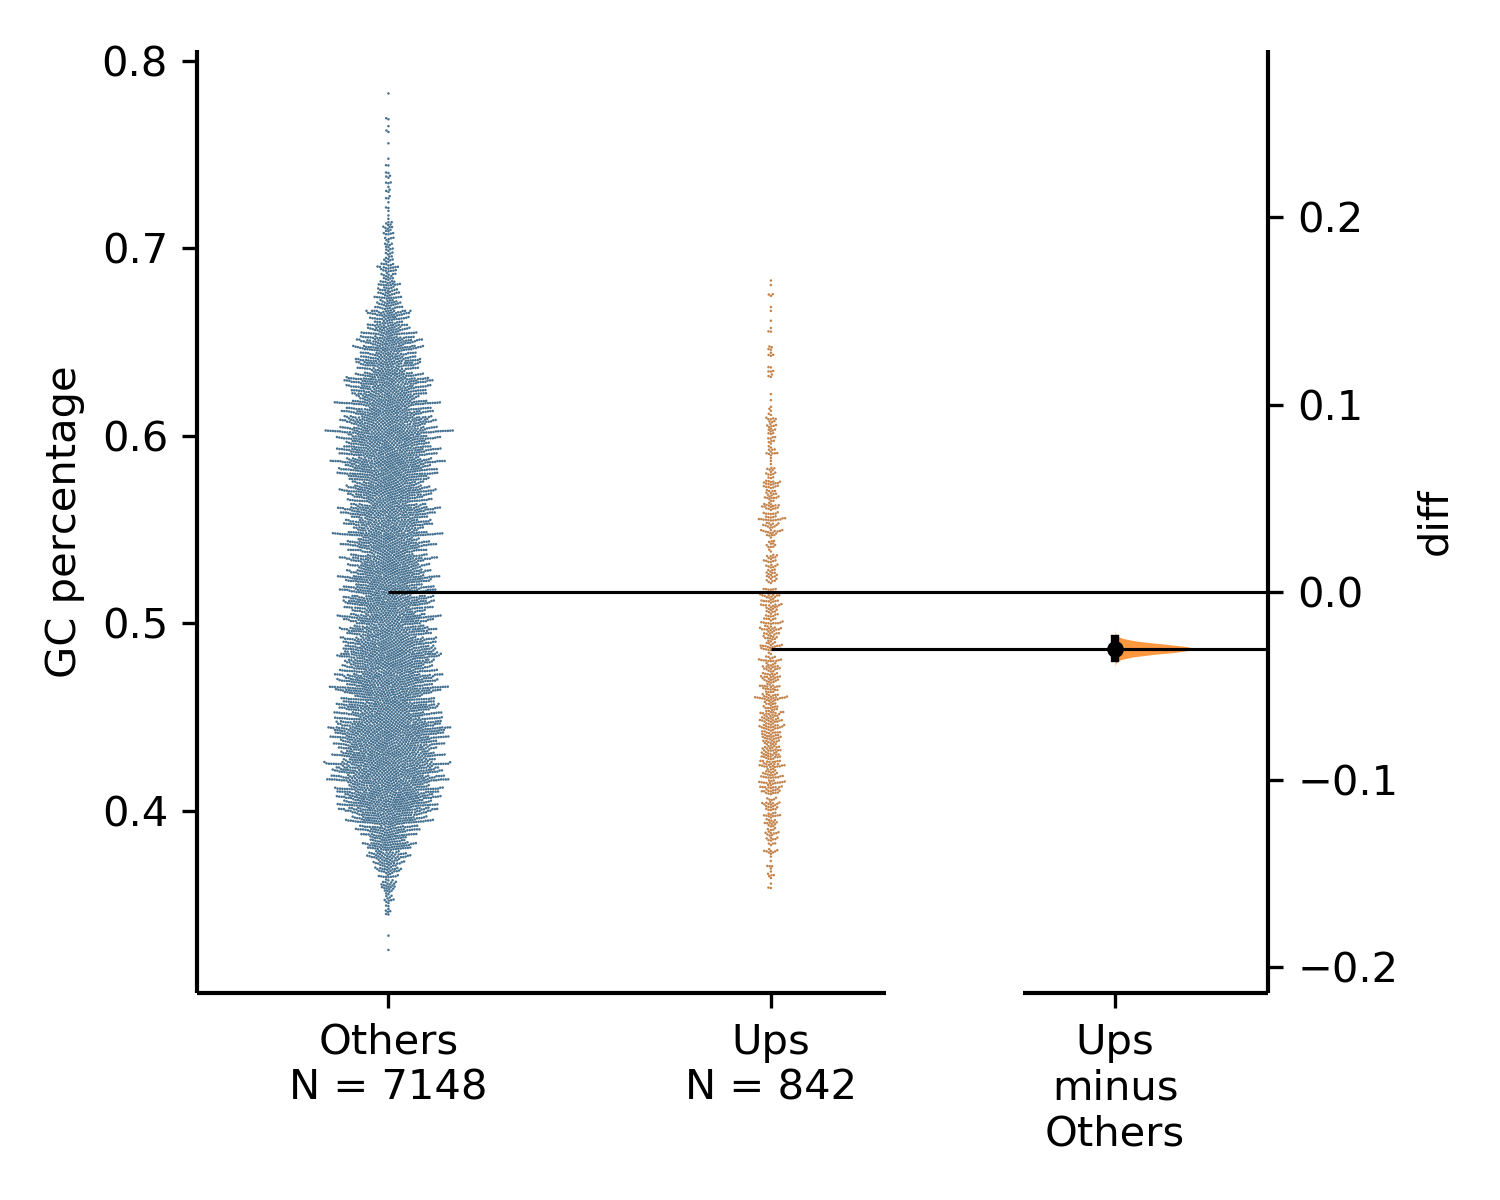 0.8
0.7
0.6
0.5
0.4
GC percentage
0.2
0.1
0.0
−0.1
−0.2
diff
Others
N = 7148
Ups
N = 842
Ups
minus
Others